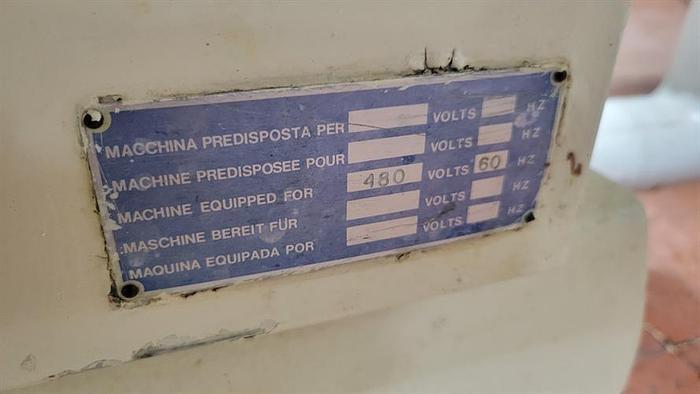 MACCHINA PREDISPOSTA PER VOLTS HZ
MACHINE PREDISPOSEE POUR VOLTS HZ
MACHINE EQUIPPED FOR 480 VOLTS 60 HZ
MASCHINE BEREIT FÜR VOLTS HZ
MAQUINA EQUIPADA POR VOLTS HZ